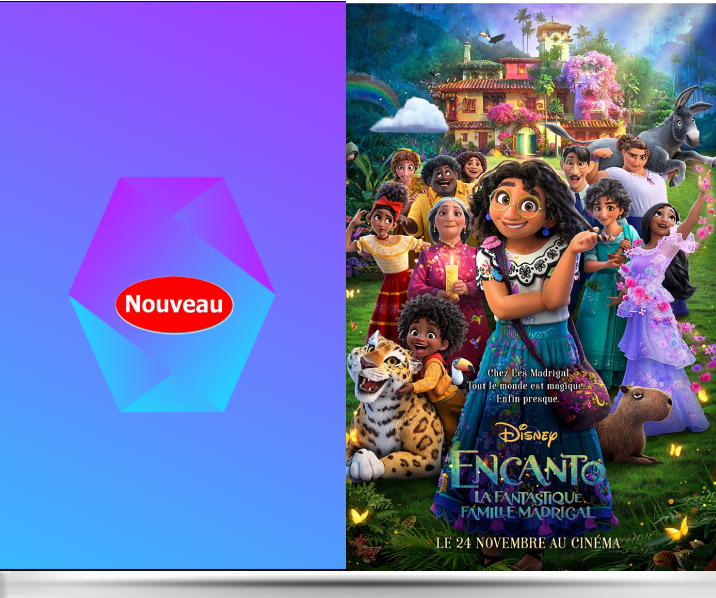 Nouveau
Chez Les Madrigal,
Tout le monde est magique...
Enfin presque.
Disney
ENCANTO
LA FANTASTIQUE
FAMILLE MADRIGAL
LE 24 NOVEMBRE AU CINÉMA